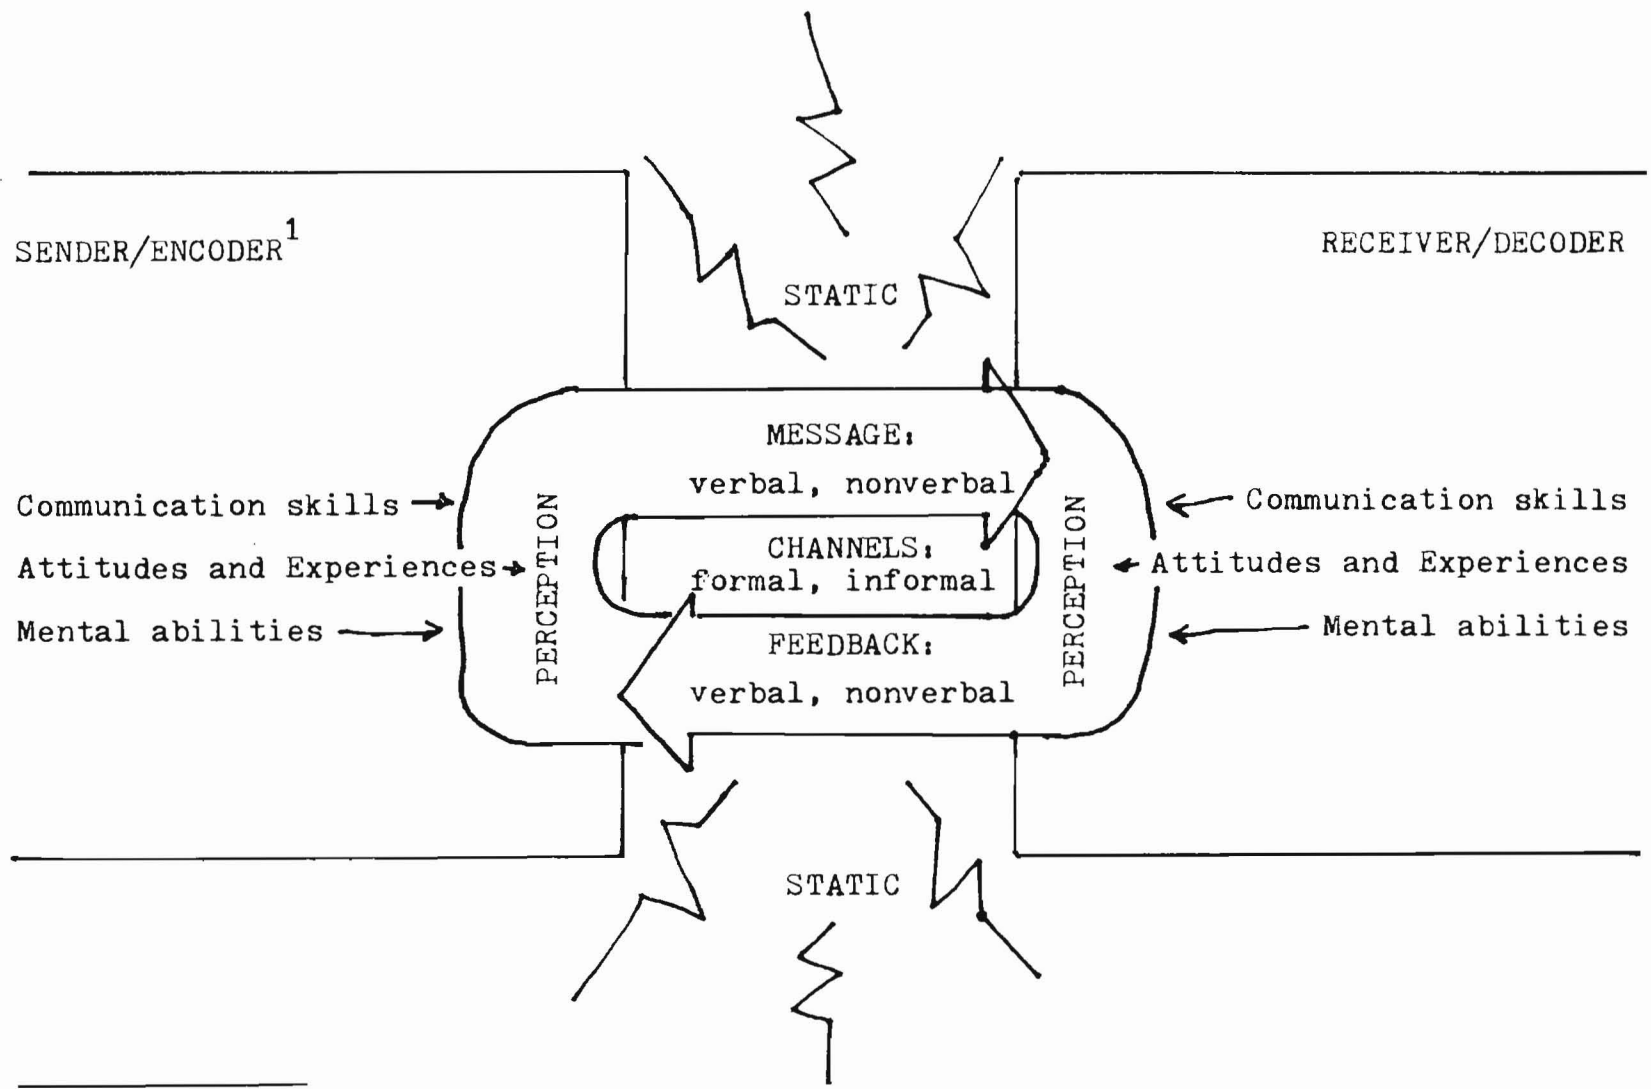 SENDER/ENCODER¹
RECEIVER/DECODER
STATIC
MESSAGE:
verbal, nonverbal
Communication skills
Attitudes and Experiences
Mental abilities
PERCEPTION
CHANNELS:
formal, informal
PERCEPTION
Communication skills
Attitudes and Experiences
Mental abilities
FEEDBACK:
verbal, nonverbal
STATIC